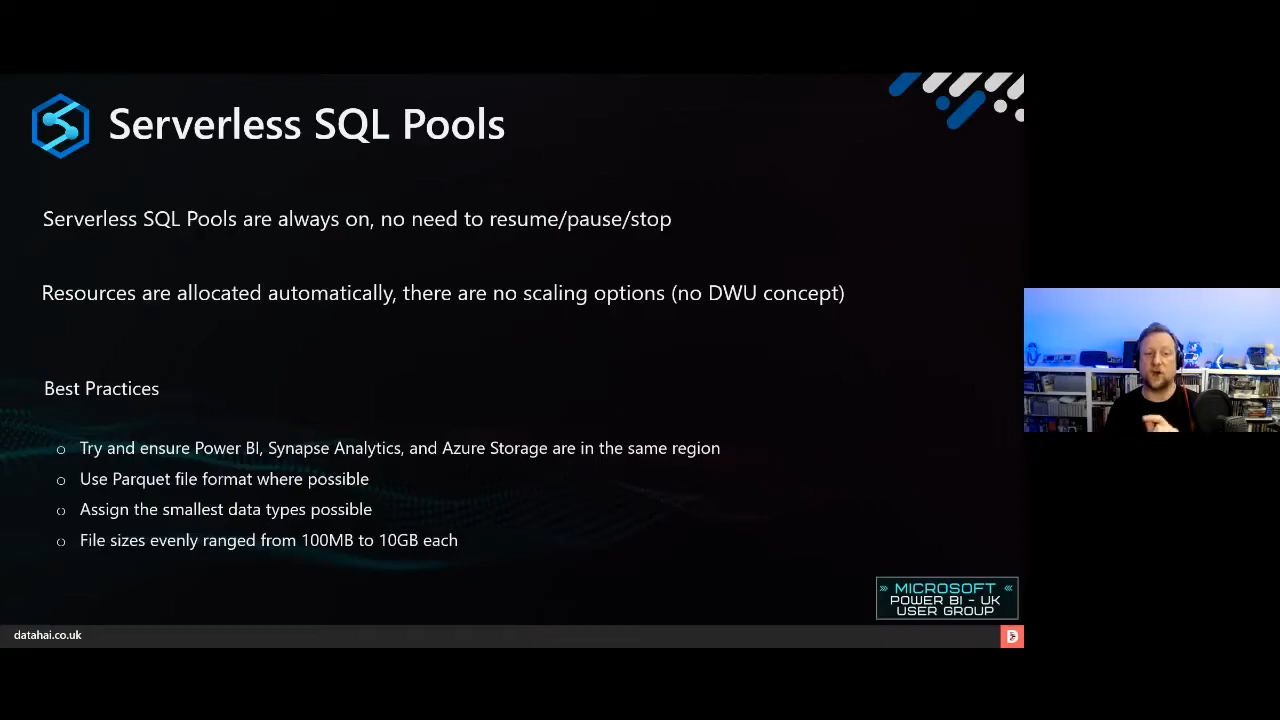 Serverless SQL Pools
Serverless SQL Pools are always on, no need to resume/pause/stop
Resources are allocated automatically, there are no scaling options (no DWU concept)
Best Practices
Try and ensure Power BI, Synapse Analytics, and Azure Storage are in the same region
Use Parquet file format where possible
Assign the smallest data types possible
File sizes evenly ranged from 100MB to 10GB each
MICROSOFT
POWER BI - UK
USER GROUP
datahai.co.uk
D